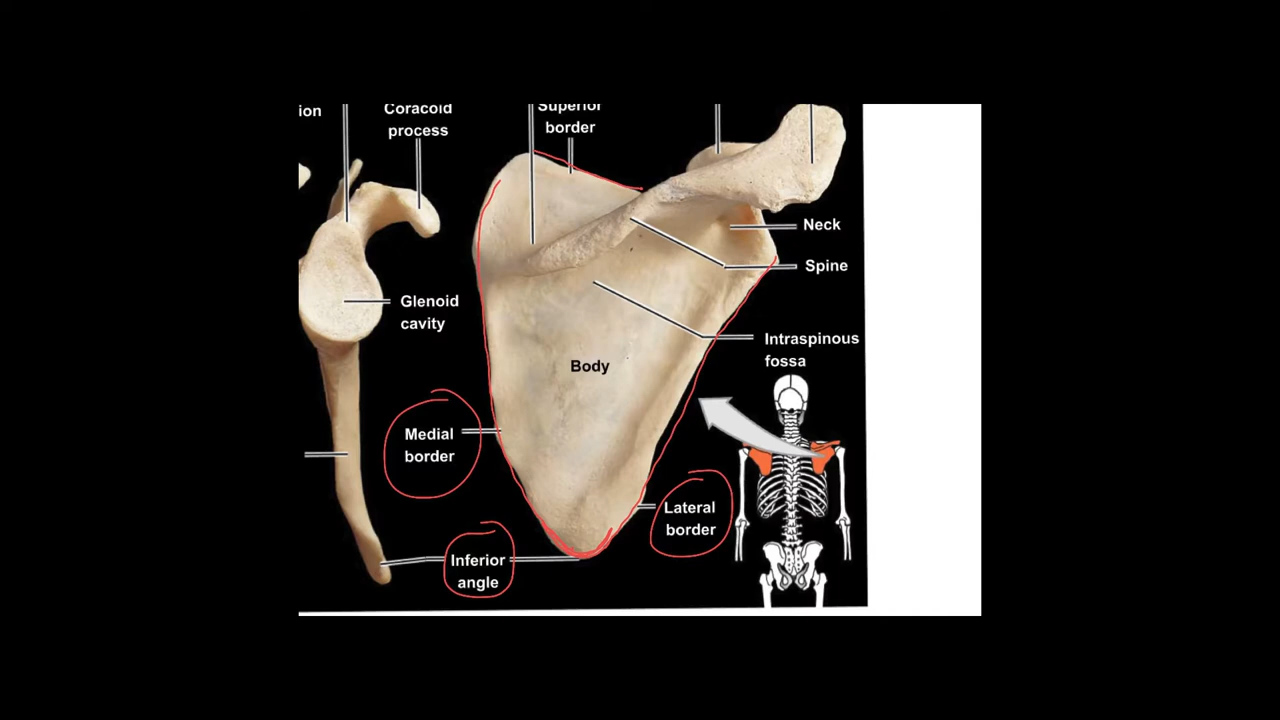 ion
Coracoid
process
Superior
border
Neck
Spine
Glenoid
cavity
Intraspinous
fossa
Body
Medial
border
Lateral
border
Inferior
angle